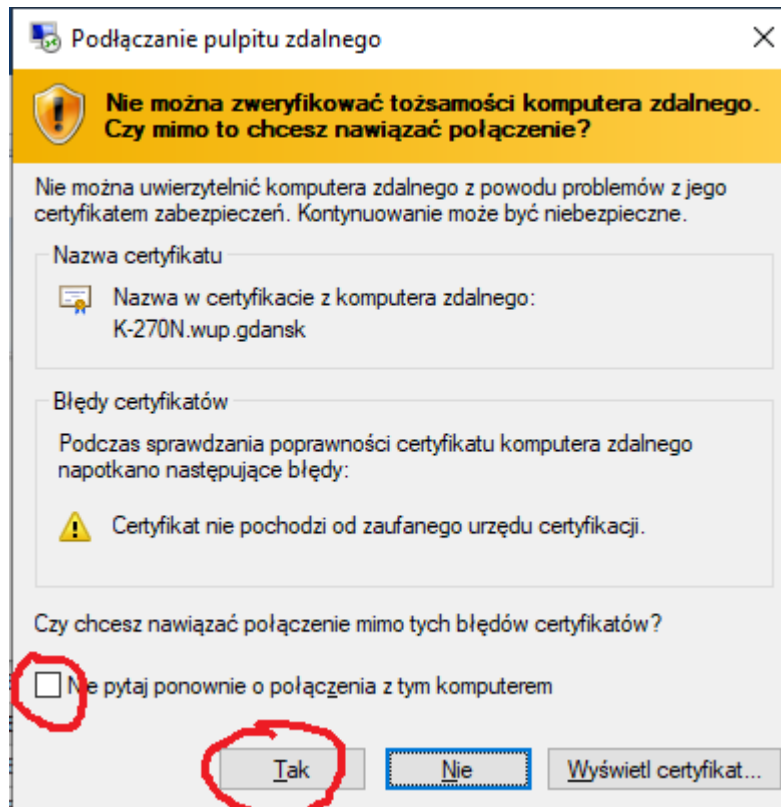 Podłączanie pulpitu zdalnego
Nie można zweryfikować tożsamości komputera zdalnego.
Czy mimo to chcesz nawiązać połączenie?
Nie można uwierzytelnić komputera zdalnego z powodu problemów z jego
certyfikatem zabezpieczeń. Kontynuowanie może być niebezpieczne.
Nazwa certyfikatu
Nazwa w certyfikacie z komputera zdalnego:
K-270N.wup.gdansk
Błędy certyfikatów
Podczas sprawdzania poprawności certyfikatu komputera zdalnego
napotkano następujące błędy:
Certyfikat nie pochodzi od zaufanego urzędu certyfikacji.
Czy chcesz nawiązać połączenie mimo tych błędów certyfikatów?
Nie pytaj ponownie o połączenia z tym komputerem
Tak Nie Wyświetl certyfikat...